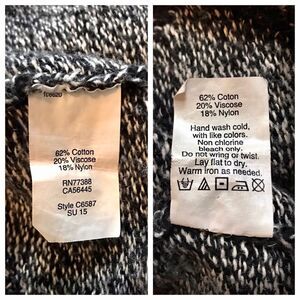 62% Cotton
20% Viscose
18% Nylon
RN77388
CA56445
Style C6587
SU 15
62% Coton
20% Viscose
18% Nylon
Hand wash cold,
with like colors.
Non chlorine
bleach only.
Do not wring or twist.
Lay flat to dry.
Warm iron as needed.